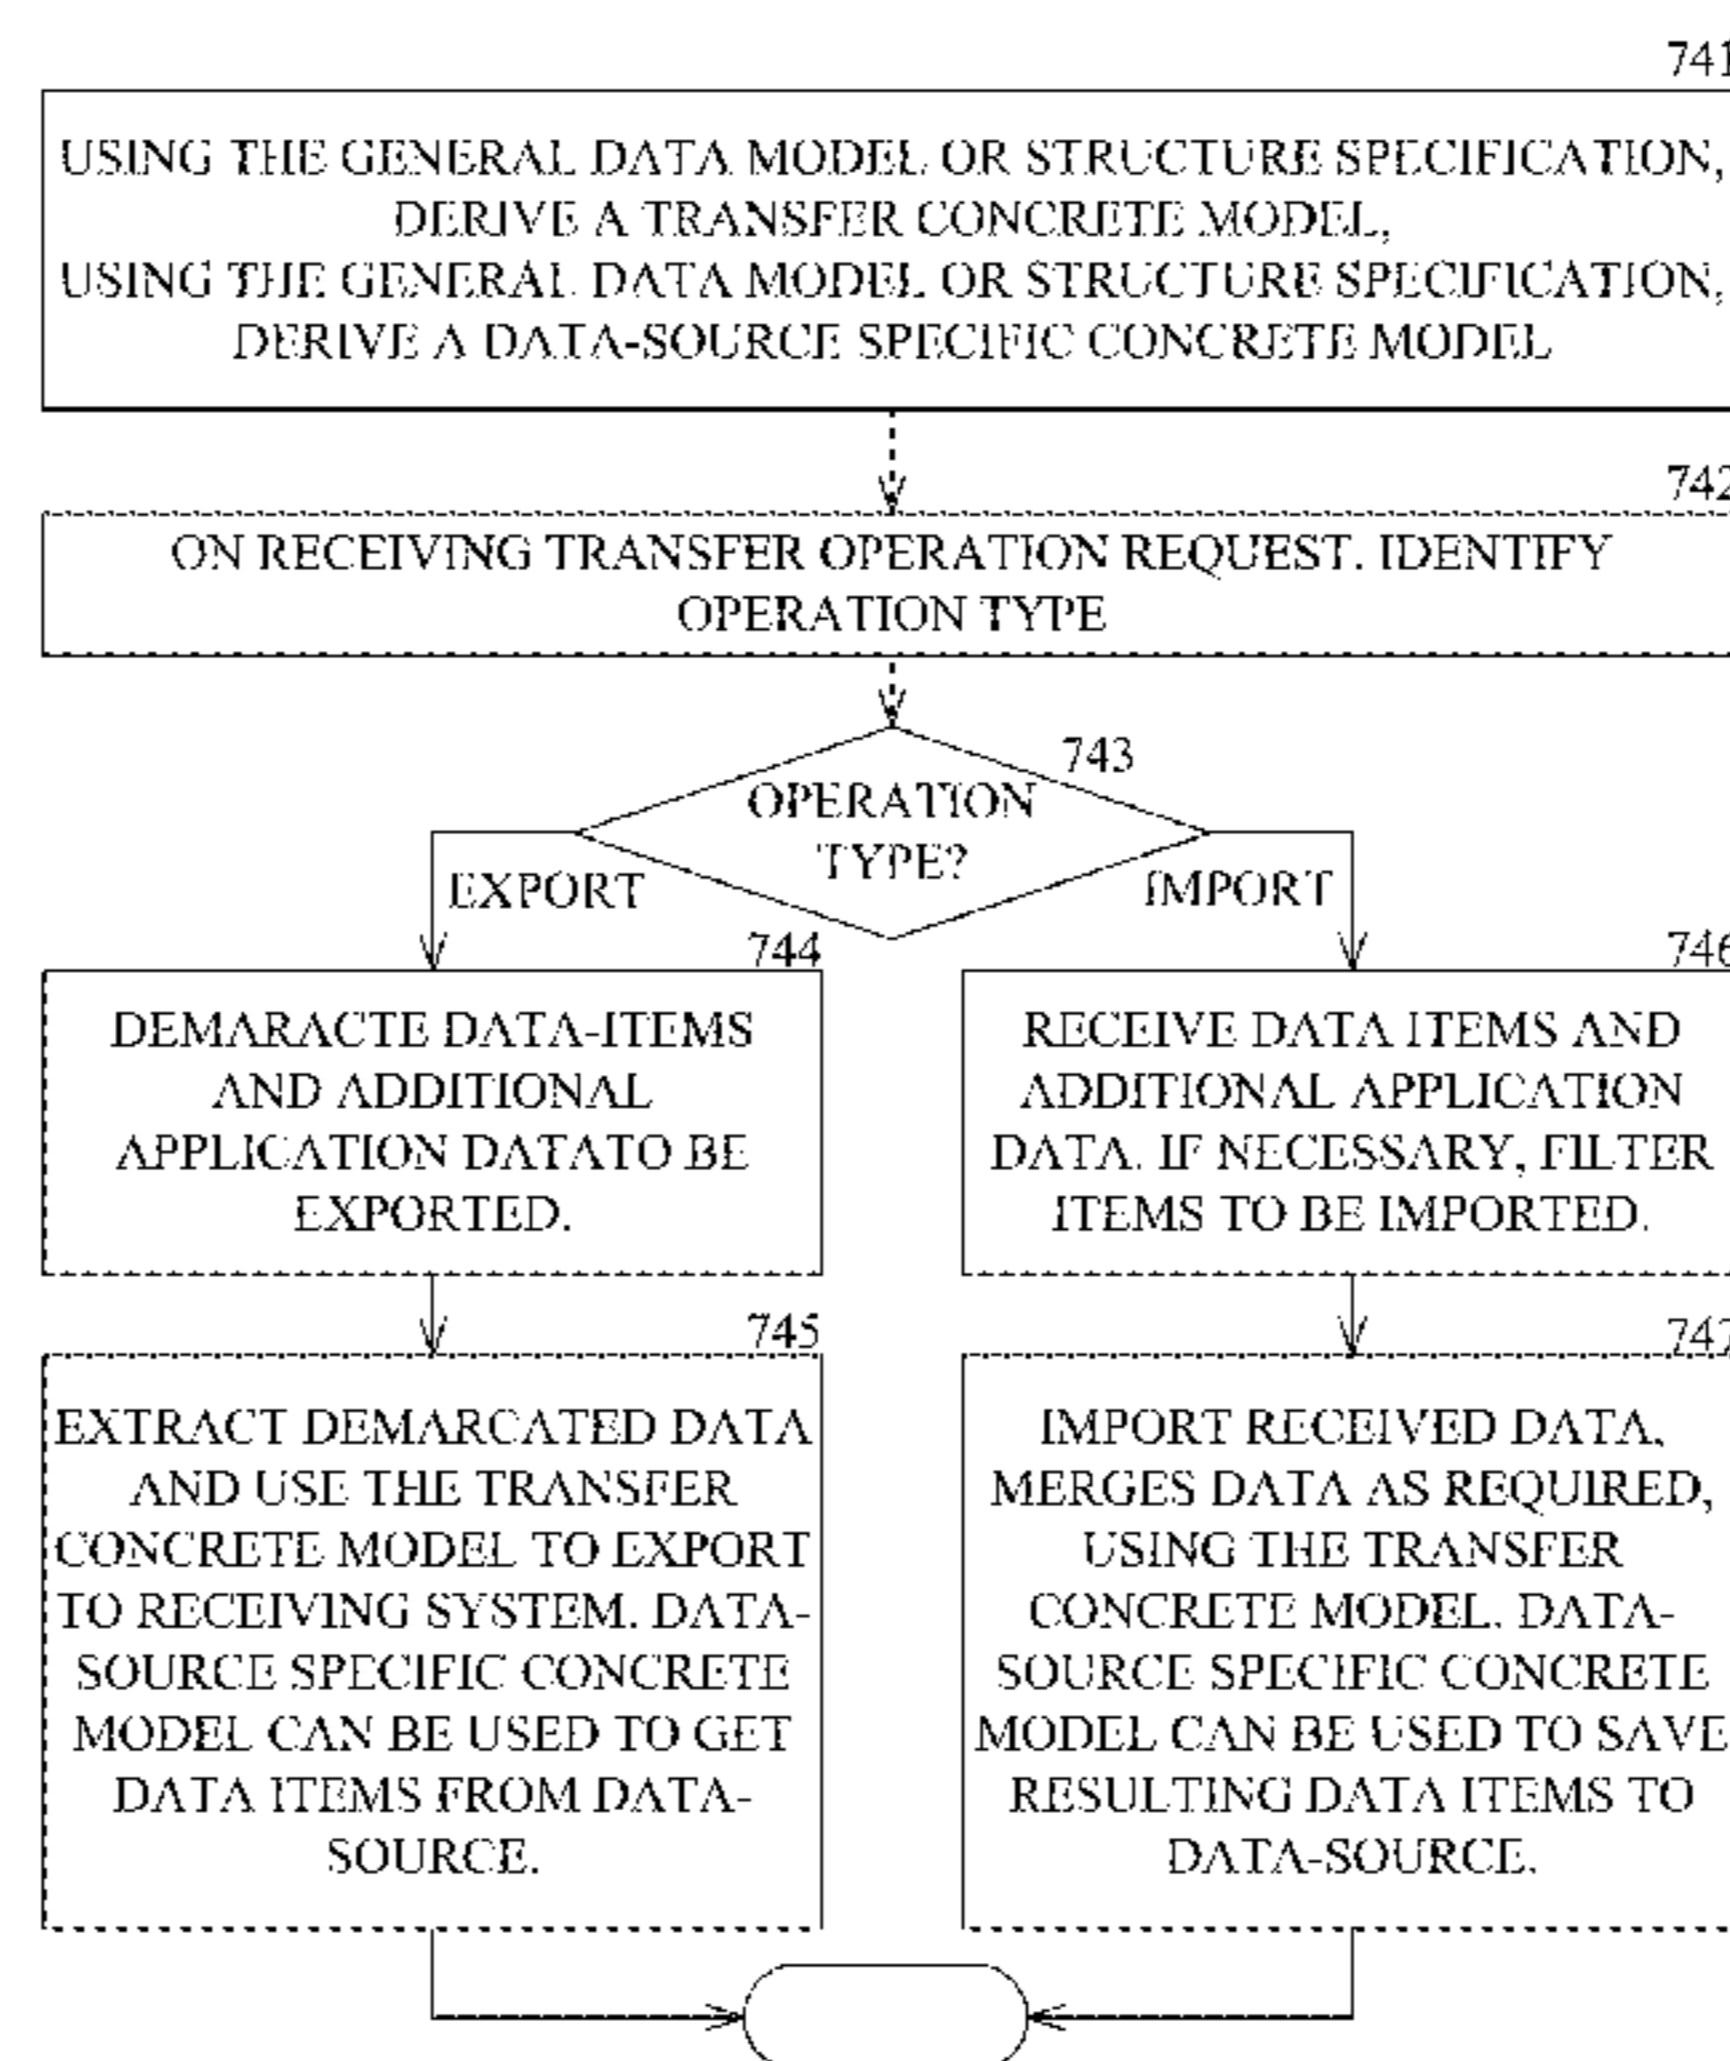 741
USING THE GENERAL DATA MODEL OR STRUCTURE SPECIFICATION,
DERIVE A TRANSFER CONCRETE MODEL,
USING THE GENERAL DATA MODEL OR STRUCTURE SPECIFICATION,
DERIVE A DATA-SOURCE SPECIFIC CONCRETE MODEL
742
ON RECEIVING TRANSFER OPERATION REQUEST. IDENTIFY
OPERATION TYPE
743
OPERATION
TYPE?
EXPORT
IMPORT
744
DEMARACTE DATA-ITEMS
AND ADDITIONAL
APPLICATION DATATO BE
EXPORTED.
746
RECEIVE DATA ITEMS AND
ADDITIONAL APPLICATION
DATA. IF NECESSARY, FILTER
ITEMS TO BE IMPORTED.
745
EXTRACT DEMARCATED DATA
AND USE THE TRANSFER
CONCRETE MODEL TO EXPORT
TO RECEIVING SYSTEM. DATA-
SOURCE SPECIFIC CONCRETE
MODEL CAN BE USED TO GET
DATA ITEMS FROM DATA-
SOURCE.
747
IMPORT RECEIVED DATA,
MERGES DATA AS REQUIRED,
USING THE TRANSFER
CONCRETE MODEL. DATA-
SOURCE SPECIFIC CONCRETE
MODEL CAN BE USED TO SAVE
RESULTING DATA ITEMS TO
DATA-SOURCE.